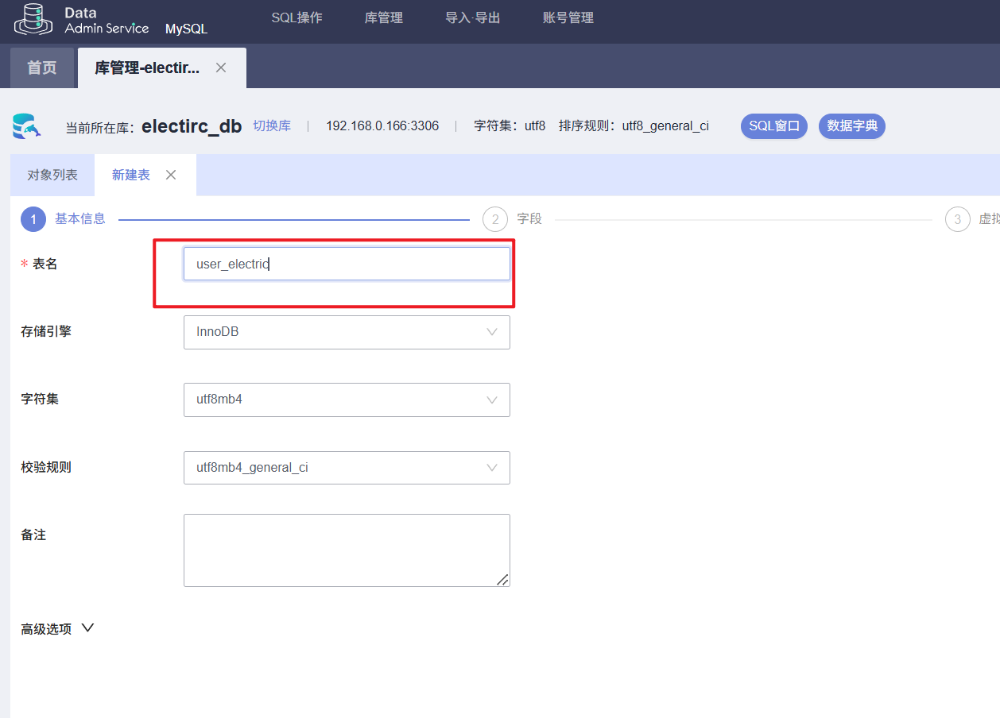 Data
Admin Service MySQL SQL操作 库管理 导入·导出 账号管理
首页 库管理-electir... ×
当前所在库: electirc_db 切换库 | 192.168.0.166:3306 | 字符集: utf8 排序规则: utf8_general_ci SQL窗口 数据字典
对象列表 新建表 ×
1 基本信息 2 字段 3 虚拟
* 表名 user_electric
存储引擎 InnoDB
字符集 utf8mb4
校验规则 utf8mb4_general_ci
备注
高级选项